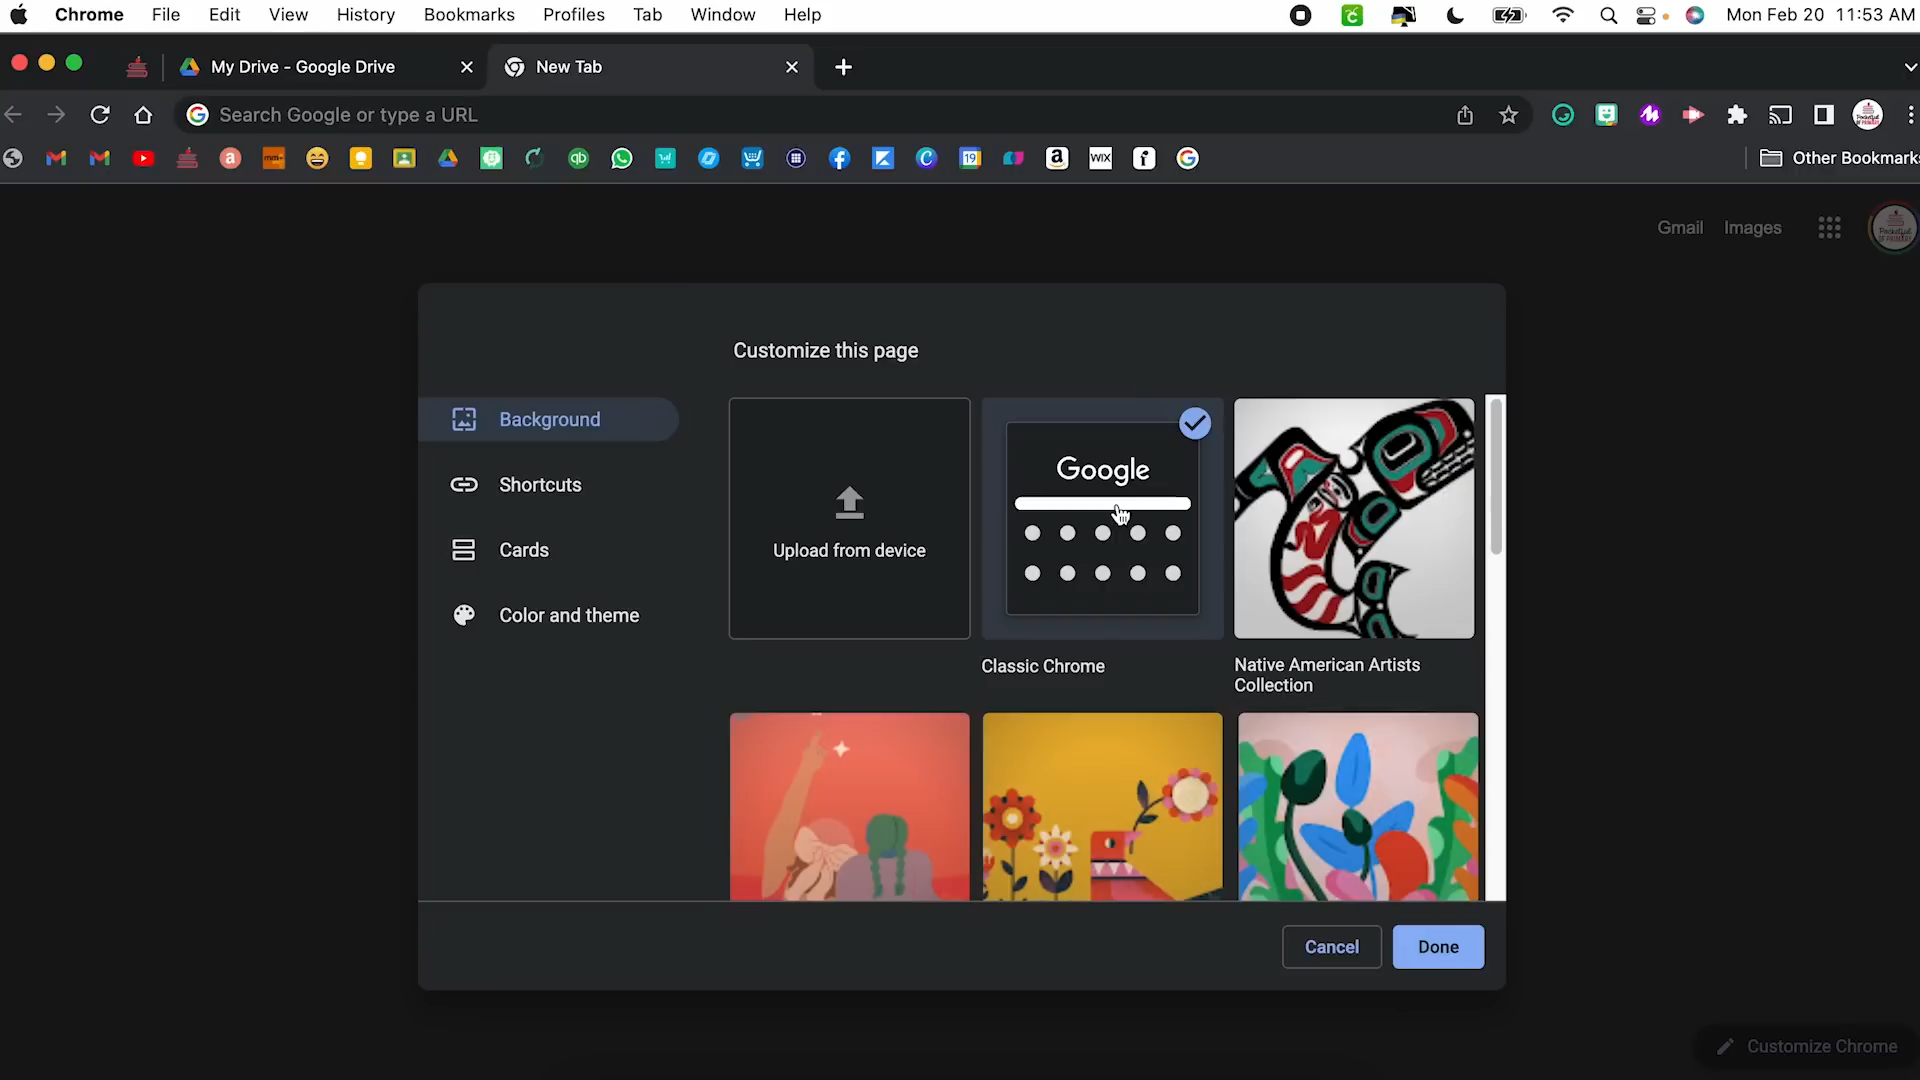 Chrome File Edit View History Bookmarks Profiles Tab Window Help Mon Feb 20 11:53 AM
My Drive - Google Drive New Tab
Search Google or type a URL
Other Bookmarks
Gmail Images
Customize this page
Background
Shortcuts
Cards
Color and theme
Upload from device
Google
Classic Chrome
Native American Artists
Collection
Cancel Done
Customize Chrome